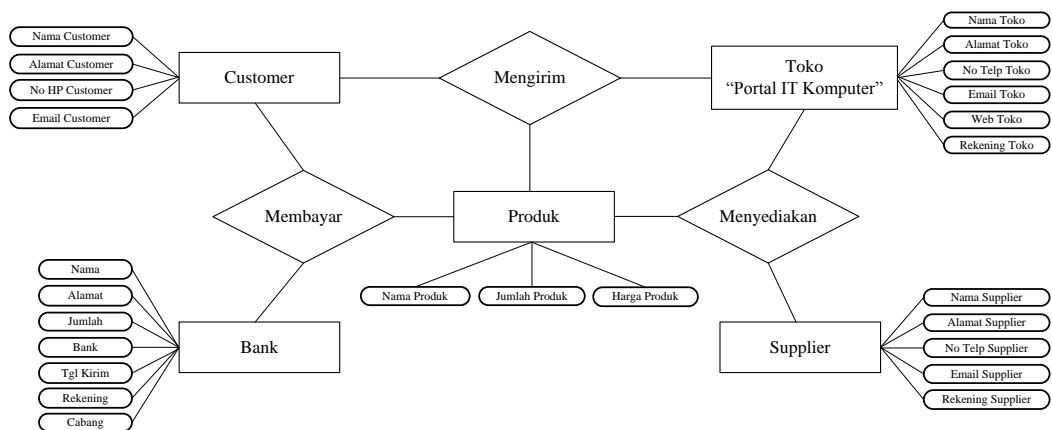 Nama Customer
Alamat Customer
No HP Customer
Email Customer
Customer
Mengirim
Toko
“Portal IT Komputer”
Nama Toko
Alamat Toko
No Telp Toko
Email Toko
Web Toko
Rekening Toko
Membayar
Produk
Menyediakan
Nama Produk
Jumlah Produk
Harga Produk
Nama
Alamat
Jumlah
Bank
Tgl Kirim
Rekening
Cabang
Bank
Supplier
Nama Supplier
Alamat Supplier
No Telp Supplier
Email Supplier
Rekening Supplier